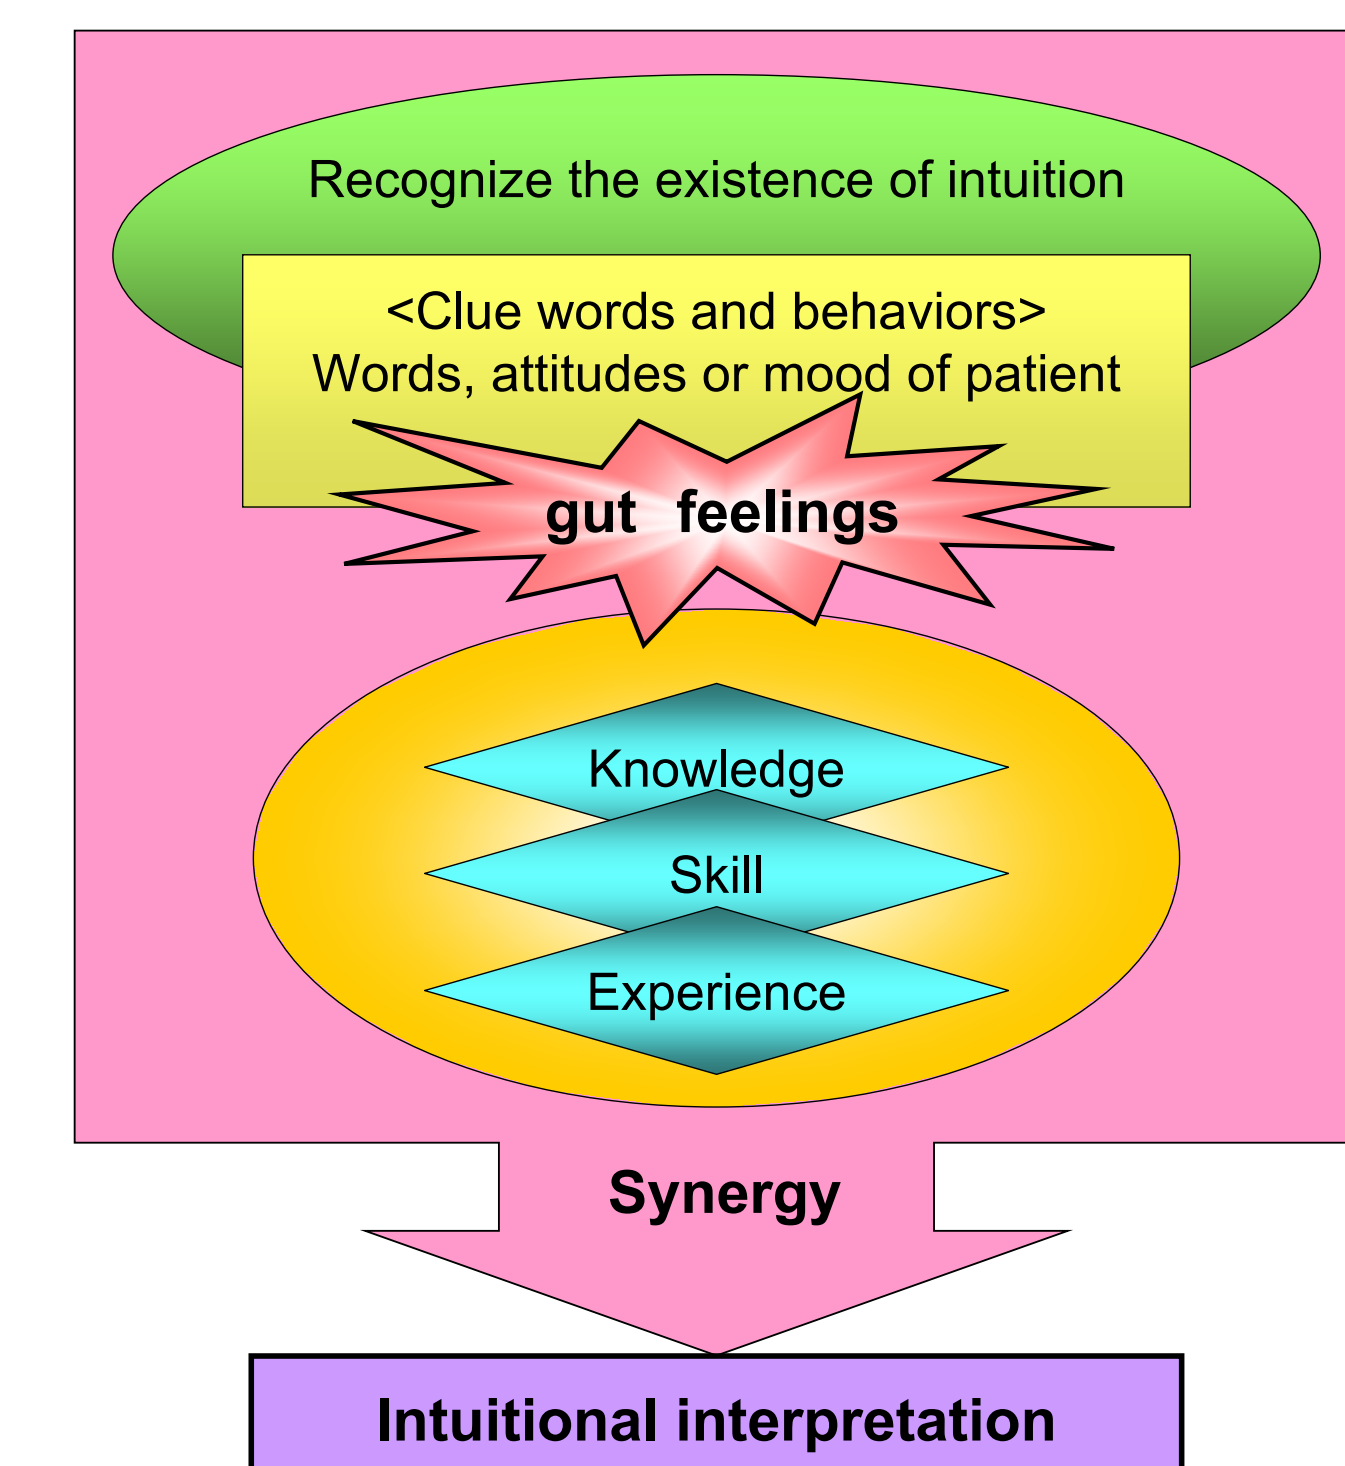 Recognize the existence of intuition
<Clue words and behaviors>
Words, attitudes or mood of patient
gut feelings
Knowledge
Skill
Experience
Synergy
Intuitional interpretation